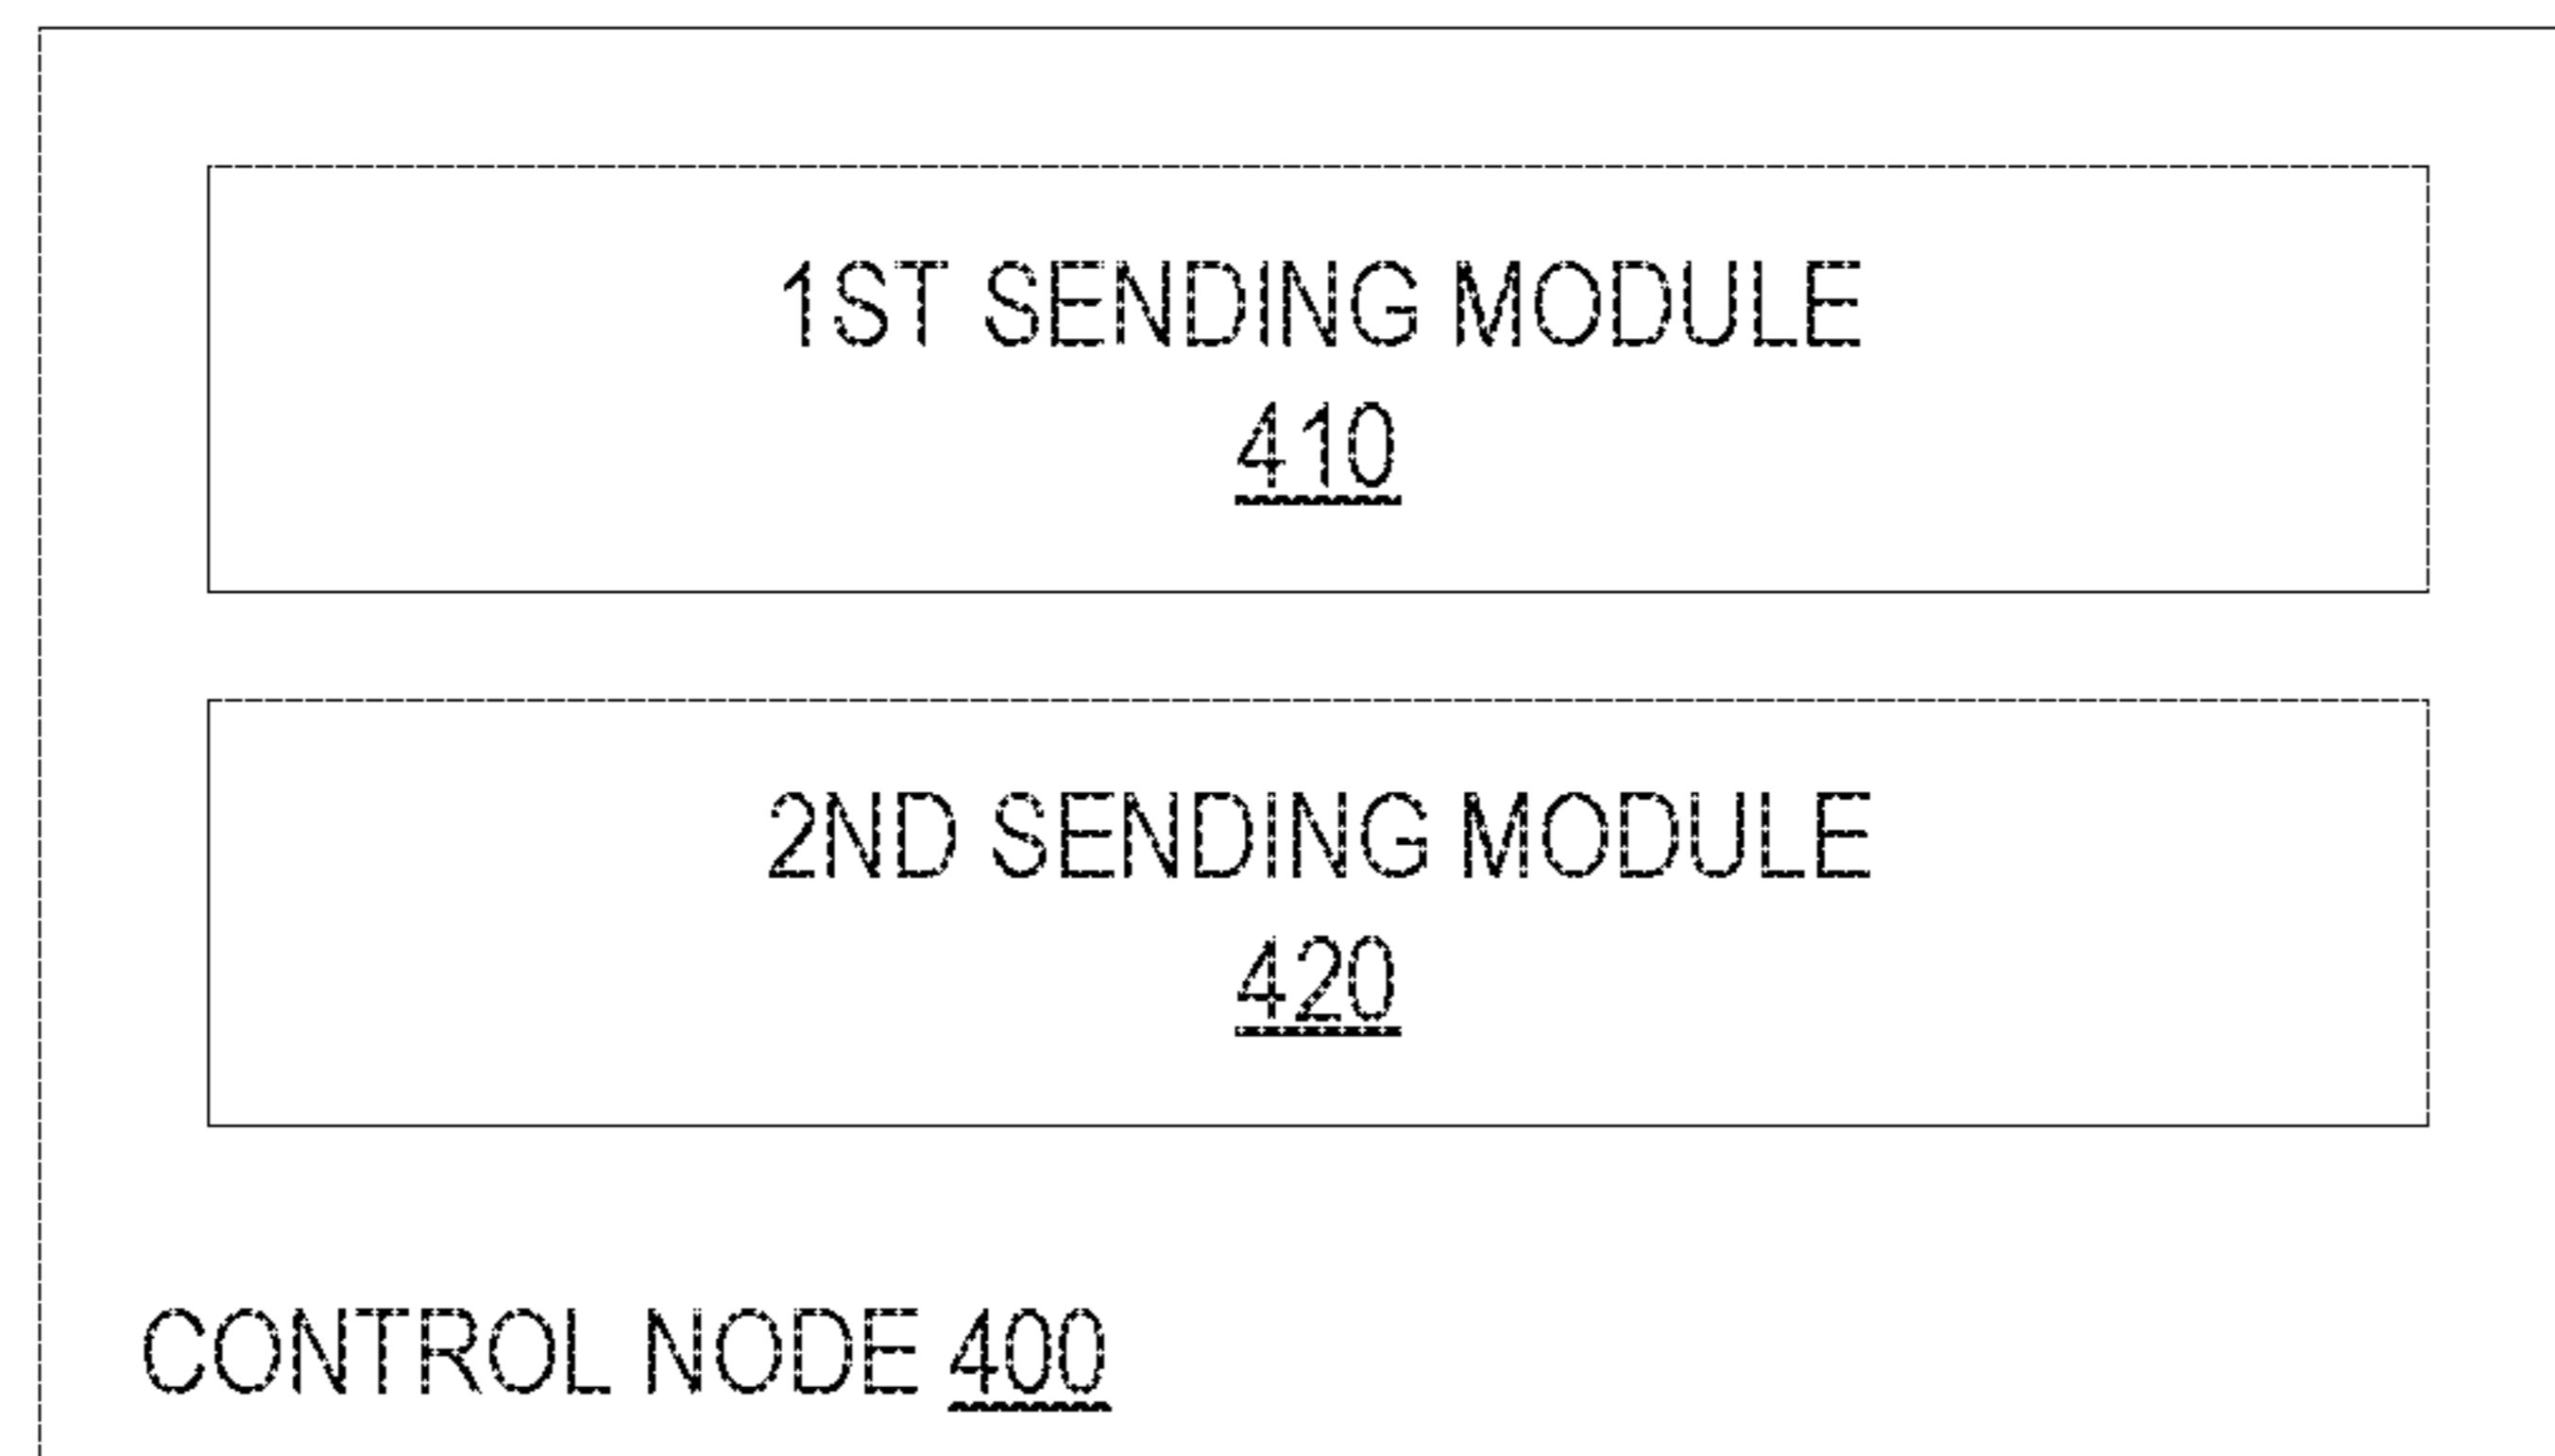 1ST SENDING MODULE
410
2ND SENDING MODULE
420
CONTROL NODE 400